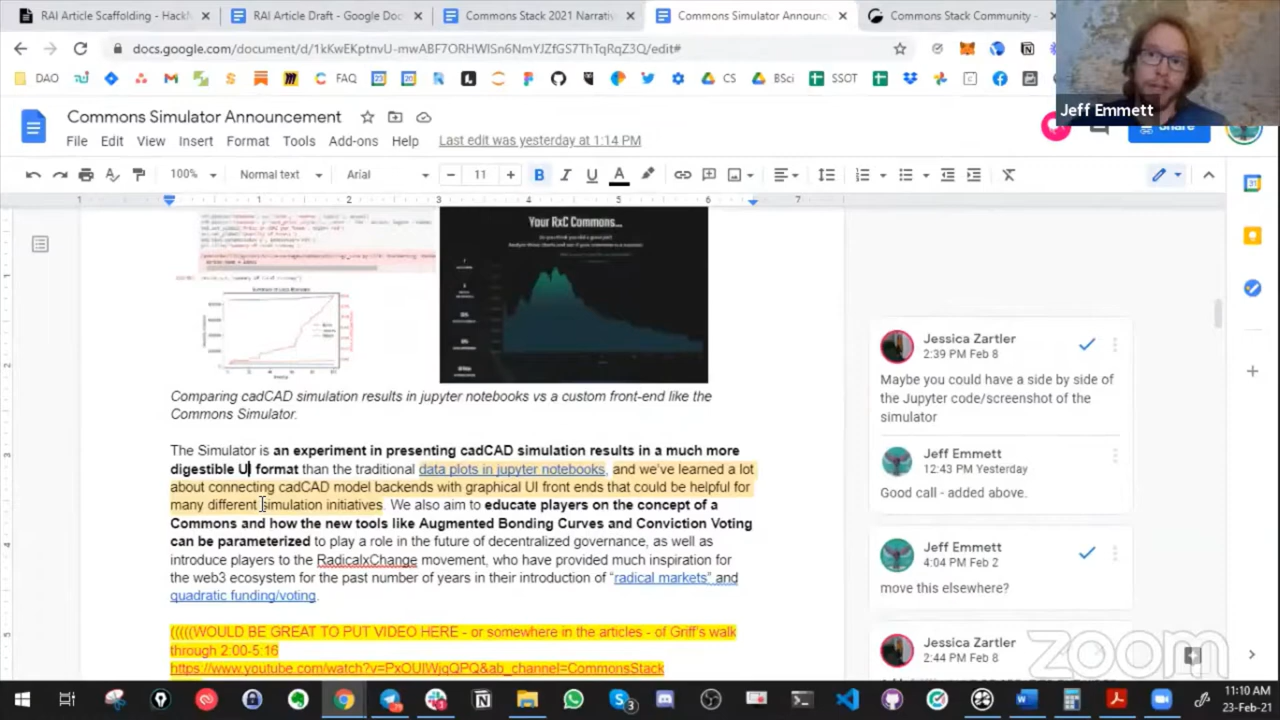 RAI Article Scaffolding - Hackm
RAI Article Draft - Google Doc
Commons Stack 2021 Narrati
Commons Simulator Announc
Commons Stack Community -
docs.google.com/document/d/1kKwEKptnvU-mwABF7ORHWlSn6NmYJZfGS7ThTqRqZ3Q/edit#
DAO
FAQ
CS
BSci
SSOT
Jeff Emmett
Commons Simulator Announcement
Share
File Edit View Insert Format Tools Add-ons Help Last edit was yesterday at 1:14 PM
100% Normal text Arial 11
1 1 2 3 4 5 6 7
Your RxC Commons...
Comparing cadCAD simulation results in jupyter notebooks vs a custom front-end like the
Commons Simulator.
The Simulator is an experiment in presenting cadCAD simulation results in a much more
digestible UI format than the traditional data plots in jupyter notebooks, and we've learned a lot
about connecting cadCAD model backends with graphical UI front ends that could be helpful for
many different simulation initiatives. We also aim to educate players on the concept of a
Commons and how the new tools like Augmented Bonding Curves and Conviction Voting
can be parameterized to play a role in the future of decentralized governance, as well as
introduce players to the RadicalxChange movement, who have provided much inspiration for
the web3 ecosystem for the past number of years in their introduction of "radical markets" and
quadratic funding/voting.
(((((WOULD BE GREAT TO PUT VIDEO HERE - or somewhere in the articles - of Griff's walk
through 2:00-5:16
https://www.youtube.com/watch?v=PxOUIWjgQPQ&ab_channel=CommonsStack
Jessica Zartler
2:39 PM Feb 8
Maybe you could have a side by side of
the Jupyter code/screenshot of the
simulator
Jeff Emmett
12:43 PM Yesterday
Good call - added above.
Jeff Emmett
4:04 PM Feb 2
move this elsewhere?
Jessica Zartler
2:44 PM Feb 8
zoom
11:10 AM
23-Feb-21